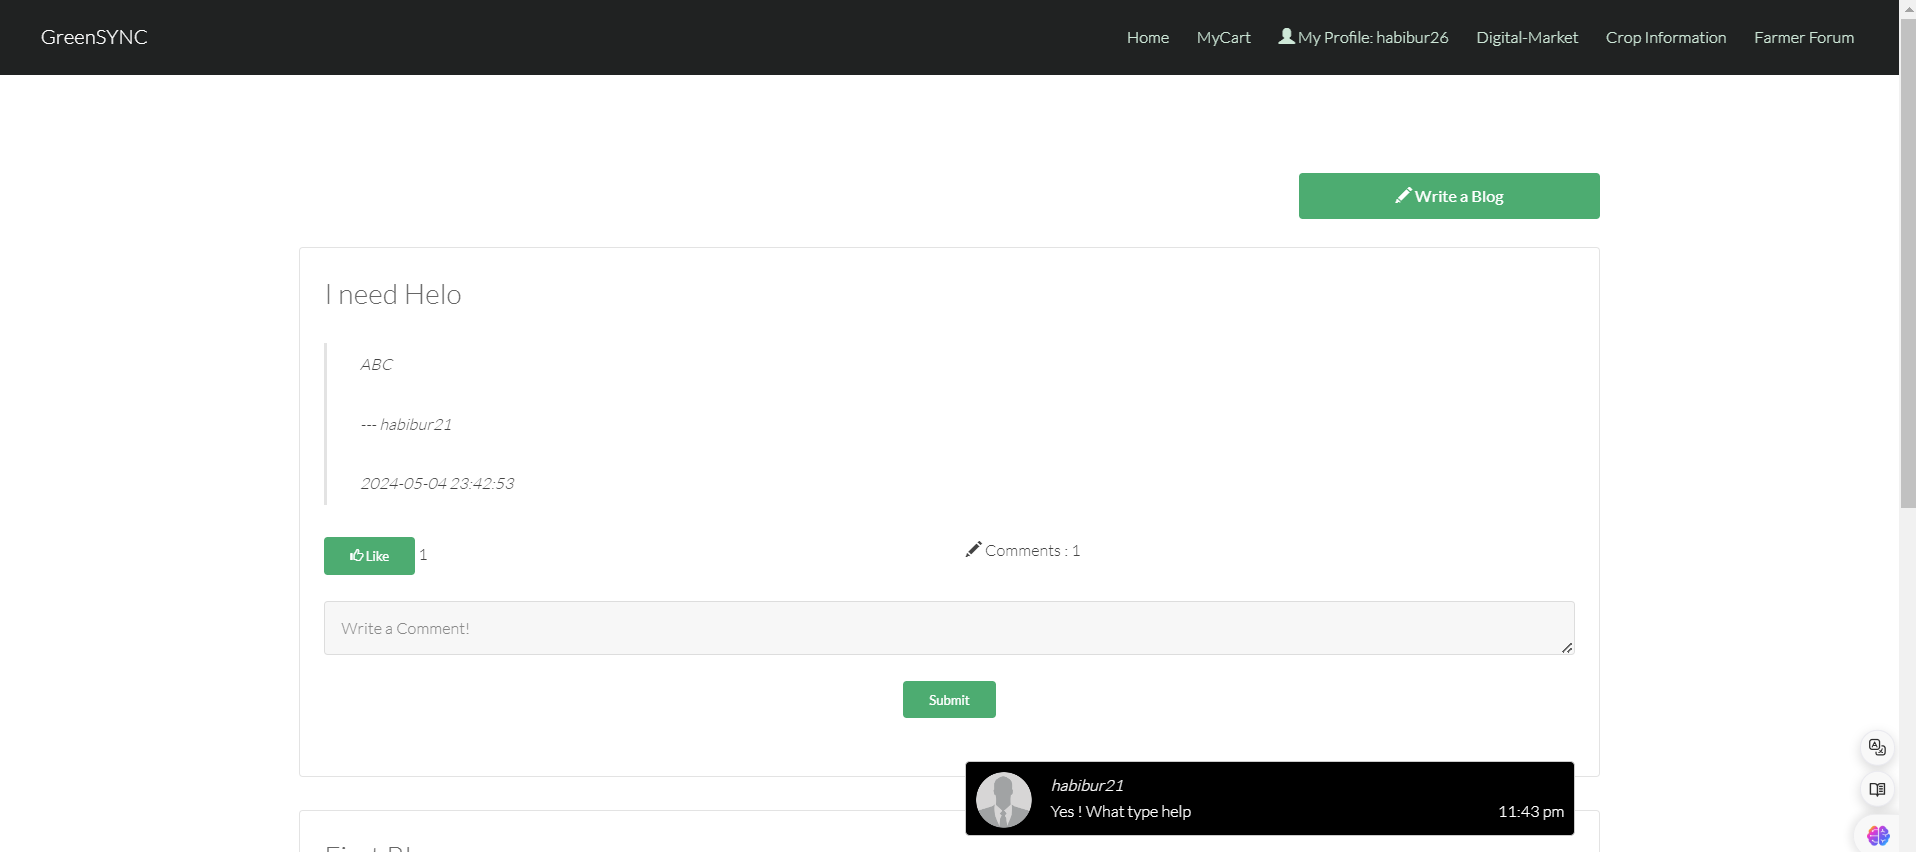 GreenSYNC
Home MyCart My Profile: habibur26 Digital-Market Crop Information Farmer Forum
Write a Blog
I need Helo
ABC
--- habibur21
2024-05-04 23:42:53
Like 1
Comments : 1
Write a Comment!
Submit
habibur21
Yes ! What type help 11:43 pm